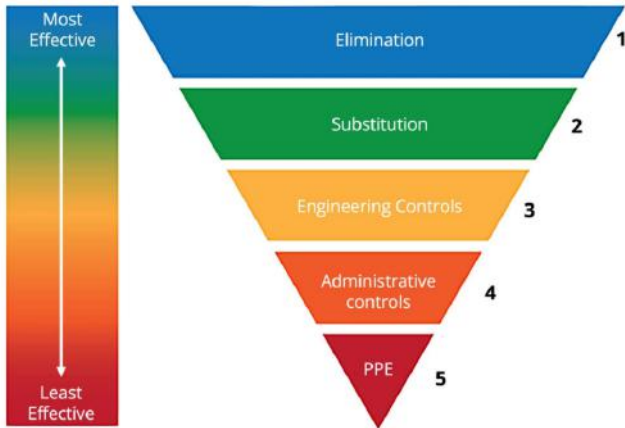 Most
Effective
Elimination
1
Substitution
2
Engineering Controls
3
Administrative
controls
4
PPE
5
Least
Effective